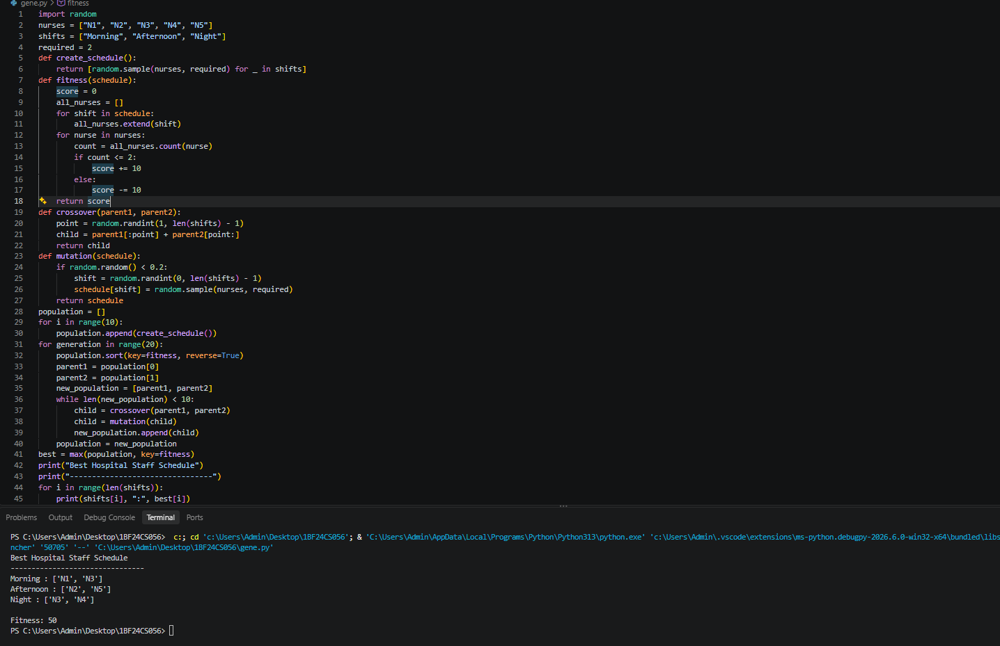 gene.py > fitness
1 import random
2 nurses = ["N1", "N2", "N3", "N4", "N5"]
3 shifts = ["Morning", "Afternoon", "Night"]
4 required = 2
5 def create_schedule():
6     return [random.sample(nurses, required) for _ in shifts]
7 def fitness(schedule):
8     score = 0
9     all_nurses = []
10     for shift in schedule:
11         all_nurses.extend(shift)
12     for nurse in nurses:
13         count = all_nurses.count(nurse)
14         if count <= 2:
15             score += 10
16         else:
17             score -= 10
18     return score
19 def crossover(parent1, parent2):
20     point = random.randint(1, len(shifts) - 1)
21     child = parent1[:point] + parent2[point:]
22     return child
23 def mutation(schedule):
24     if random.random() < 0.2:
25         shift = random.randint(0, len(shifts) - 1)
26         schedule[shift] = random.sample(nurses, required)
27     return schedule
28 population = []
29 for i in range(10):
30     population.append(create_schedule())
31 for generation in range(20):
32     population.sort(key=fitness, reverse=True)
33     parent1 = population[0]
34     parent2 = population[1]
35     new_population = [parent1, parent2]
36     while len(new_population) < 10:
37         child = crossover(parent1, parent2)
38         child = mutation(child)
39         new_population.append(child)
40     population = new_population
41 best = max(population, key=fitness)
42 print("Best Hospital Staff Schedule")
43 print("--------------------------------")
44 for i in range(len(shifts)):
45     print(shifts[i], ":", best[i])
Problems Output Debug Console Terminal Ports
PS C:\Users\Admin\Desktop\1BF24CS056>  c:; cd 'c:\Users\Admin\Desktop\1BF24CS056'; & 'C:\Users\Admin\AppData\Local\Programs\Python\Python313\python.exe' 'c:\Users\Admin\.vscode\extensions\ms-python.debugpy-2026.6.0-win32-x64\bundled\libs
ncher' '50705' '--' 'C:\Users\Admin\Desktop\1BF24CS056\gene.py'
Best Hospital Staff Schedule
--------------------------------
Morning : ['N1', 'N3']
Afternoon : ['N2', 'N5']
Night : ['N3', 'N4']
Fitness: 50
PS C:\Users\Admin\Desktop\1BF24CS056>